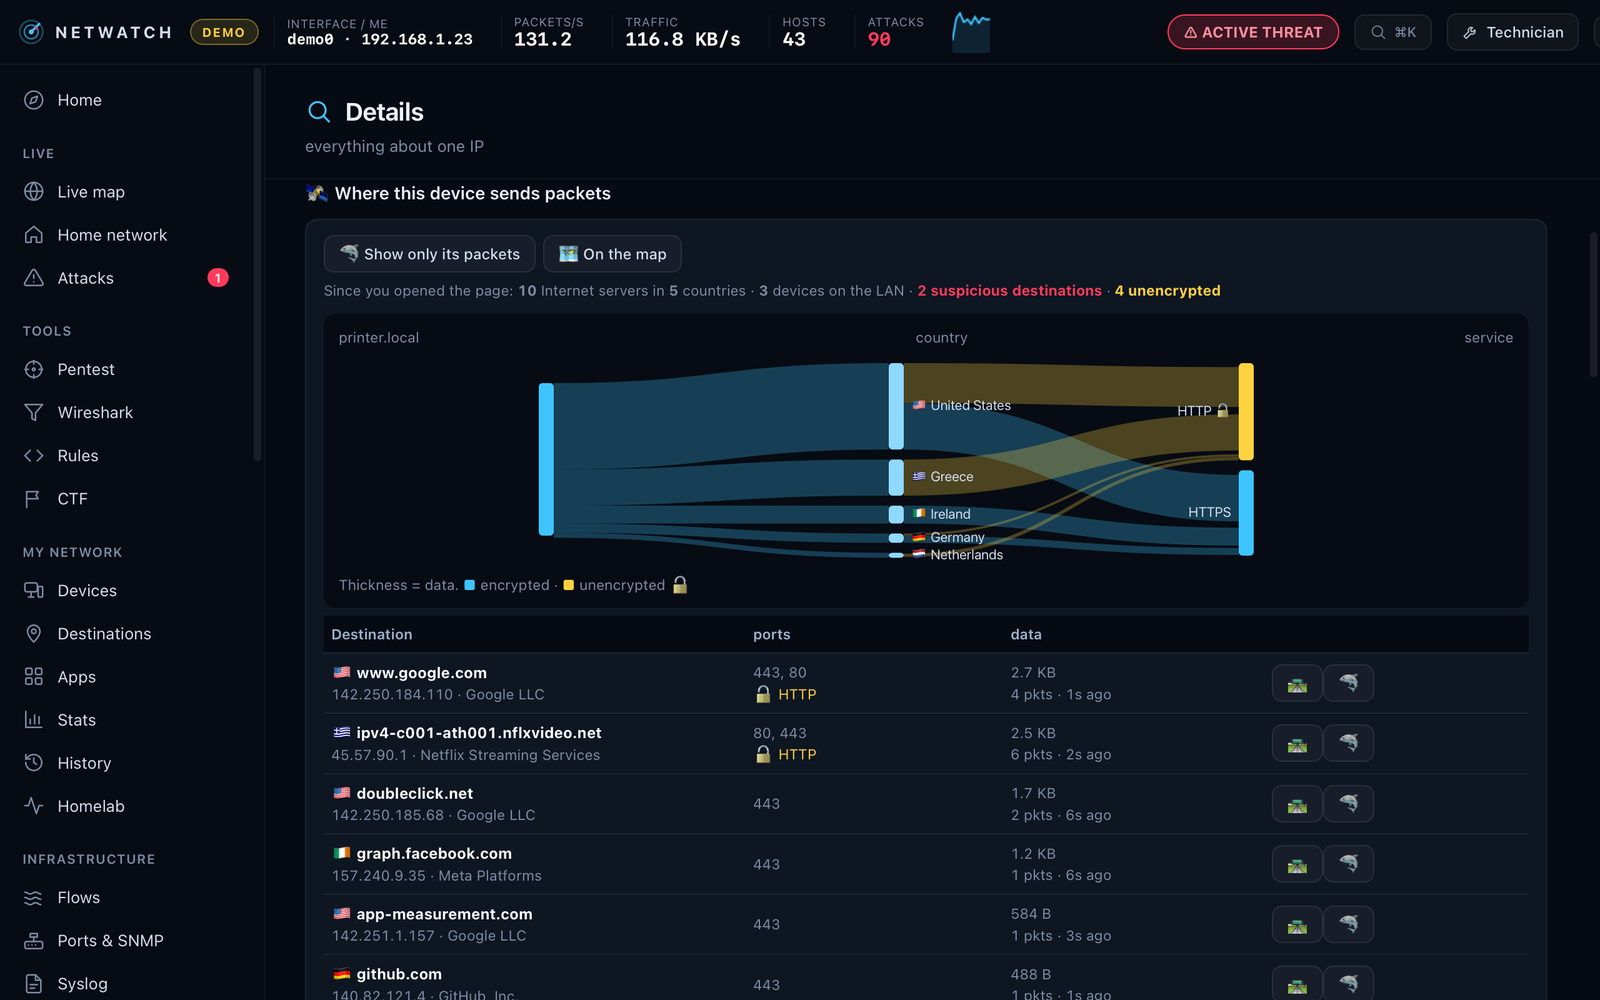 NETWATCH
DEMO
INTERFACE / ME
demo0 · 192.168.1.23
PACKETS/S
131.2
TRAFFIC
116.8 KB/s
HOSTS
43
ATTACKS
90
ACTIVE THREAT
⌘K
Technician
Home
LIVE
Live map
Home network
Attacks
1
TOOLS
Pentest
Wireshark
Rules
CTF
MY NETWORK
Devices
Destinations
Apps
Stats
History
Homelab
INFRASTRUCTURE
Flows
Ports & SNMP
Syslog
Details
everything about one IP
Where this device sends packets
Show only its packets
On the map
Since you opened the page: 10 Internet servers in 5 countries · 3 devices on the LAN · 2 suspicious destinations · 4 unencrypted
printer.local
country
service
United States
HTTP
Greece
Ireland
HTTPS
Germany
Netherlands
Thickness = data. encrypted · unencrypted
Destination
ports
data
www.google.com
443, 80
2.7 KB
142.250.184.110 · Google LLC
HTTP
4 pkts · 1s ago
ipv4-c001-ath001.nflxvideo.net
80, 443
2.5 KB
45.57.90.1 · Netflix Streaming Services
HTTP
6 pkts · 2s ago
doubleclick.net
443
1.7 KB
142.250.185.68 · Google LLC
2 pkts · 6s ago
graph.facebook.com
443
1.2 KB
157.240.9.35 · Meta Platforms
1 pkts · 6s ago
app-measurement.com
443
584 B
142.251.1.157 · Google LLC
1 pkts · 3s ago
github.com
443
488 B
140.82.121.4 · GitHub, Inc.
1 pkts · 1s ago